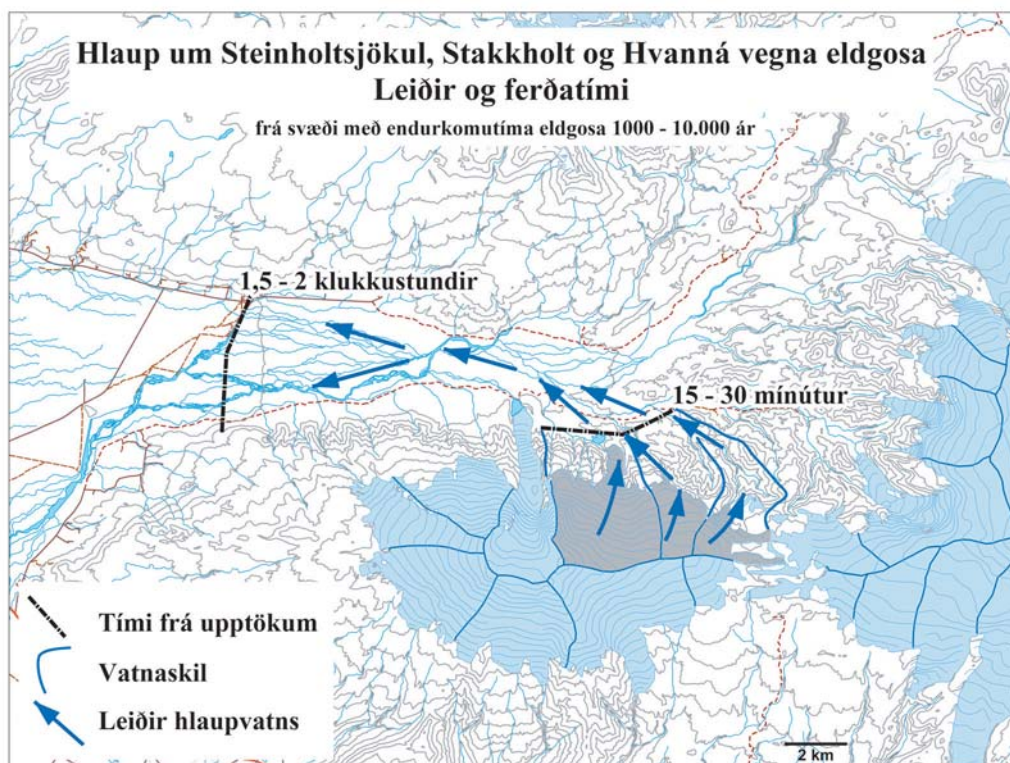 Hlaup um Steinholtsjökul, Stakkholt og Hvanná vegna eldgosa
Leiðir og ferðatími
frá svæði með endurkomutíma eldgosa 1000 - 10.000 ár
1,5 - 2 klukkustundir
15 - 30 mínútur
Tími frá upptökum
Vatnaskil
Leiðir hlaupvatns
2 km